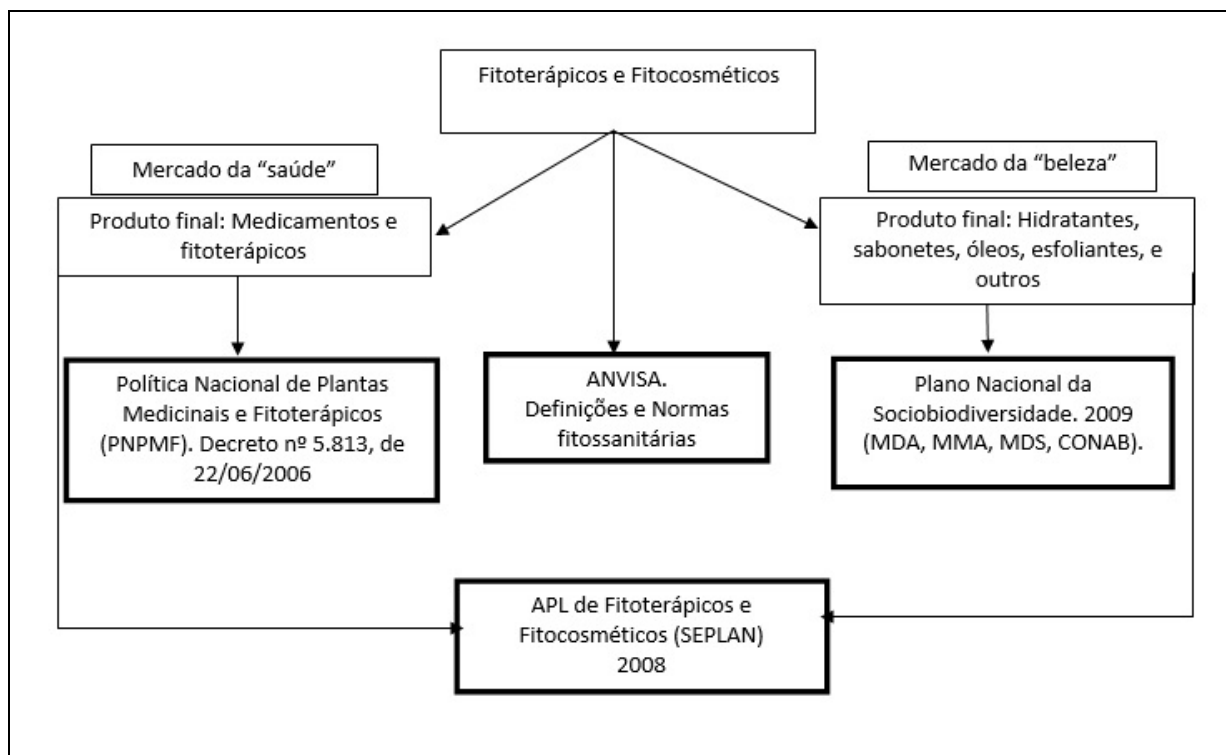 Fitoterápicos e Fitocosméticos
Mercado da “saúde”
Produto final: Medicamentos e
fitoterápicos
Mercado da “beleza”
Produto final: Hidratantes,
sabonetes, óleos, esfoliantes, e
outros
Política Nacional de Plantas
Medicinais e Fitoterápicos
(PNPMF). Decreto nº 5.813, de
22/06/2006
ANVISA.
Definições e Normas
fitossanitárias
Plano Nacional da
Sociobiodversidade. 2009
(MDA, MMA, MDS, CONAB).
APL de Fitoterápicos e
Fitocosméticos (SEPLAN)
2008